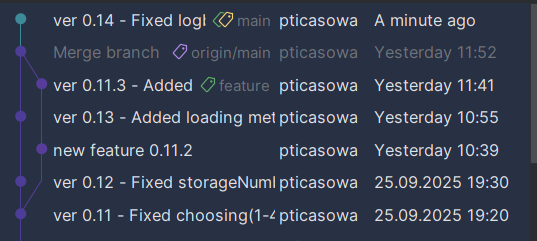 ver 0.14 - Fixed logl main pticasowa A minute ago
Merge branch origin/main pticasowa Yesterday 11:52
ver 0.11.3 - Added feature pticasowa Yesterday 11:41
ver 0.13 - Added loading met pticasowa Yesterday 10:55
new feature 0.11.2 pticasowa Yesterday 10:39
ver 0.12 - Fixed storageNuml pticasowa 25.09.2025 19:30
ver 0.11 - Fixed choosing(1-4 pticasowa 25.09.2025 19:20